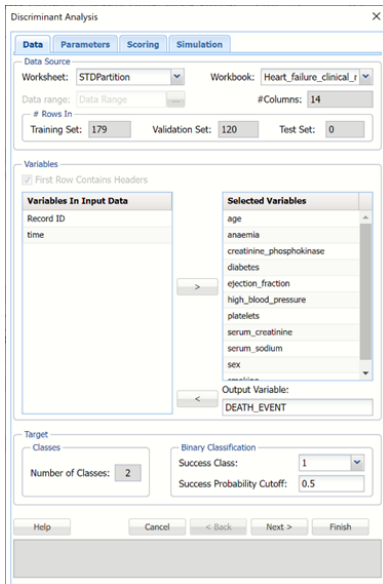 Discriminant Analysis
Data Parameters Scoring Simulation
Data Source
Worksheet: STDPartition Workbook: Heart_failure_clinical_r
Data range: Data Range ... #Columns: 14
# Rows In
Training Set: 179 Validation Set: 120 Test Set: 0
Variables
First Row Contains Headers
Variables In Input Data Selected Variables
Record ID age
time anaemia
creatinine_phosphokinase
diabetes
> ejection_fraction
high_blood_pressure
platelets
serum_creatinine
serum_sodium
sex
smoking
< Output Variable:
DEATH_EVENT
Target
Classes Binary Classification
Number of Classes: 2 Success Class: 1
Success Probability Cutoff: 0.5
Help Cancel < Back Next > Finish